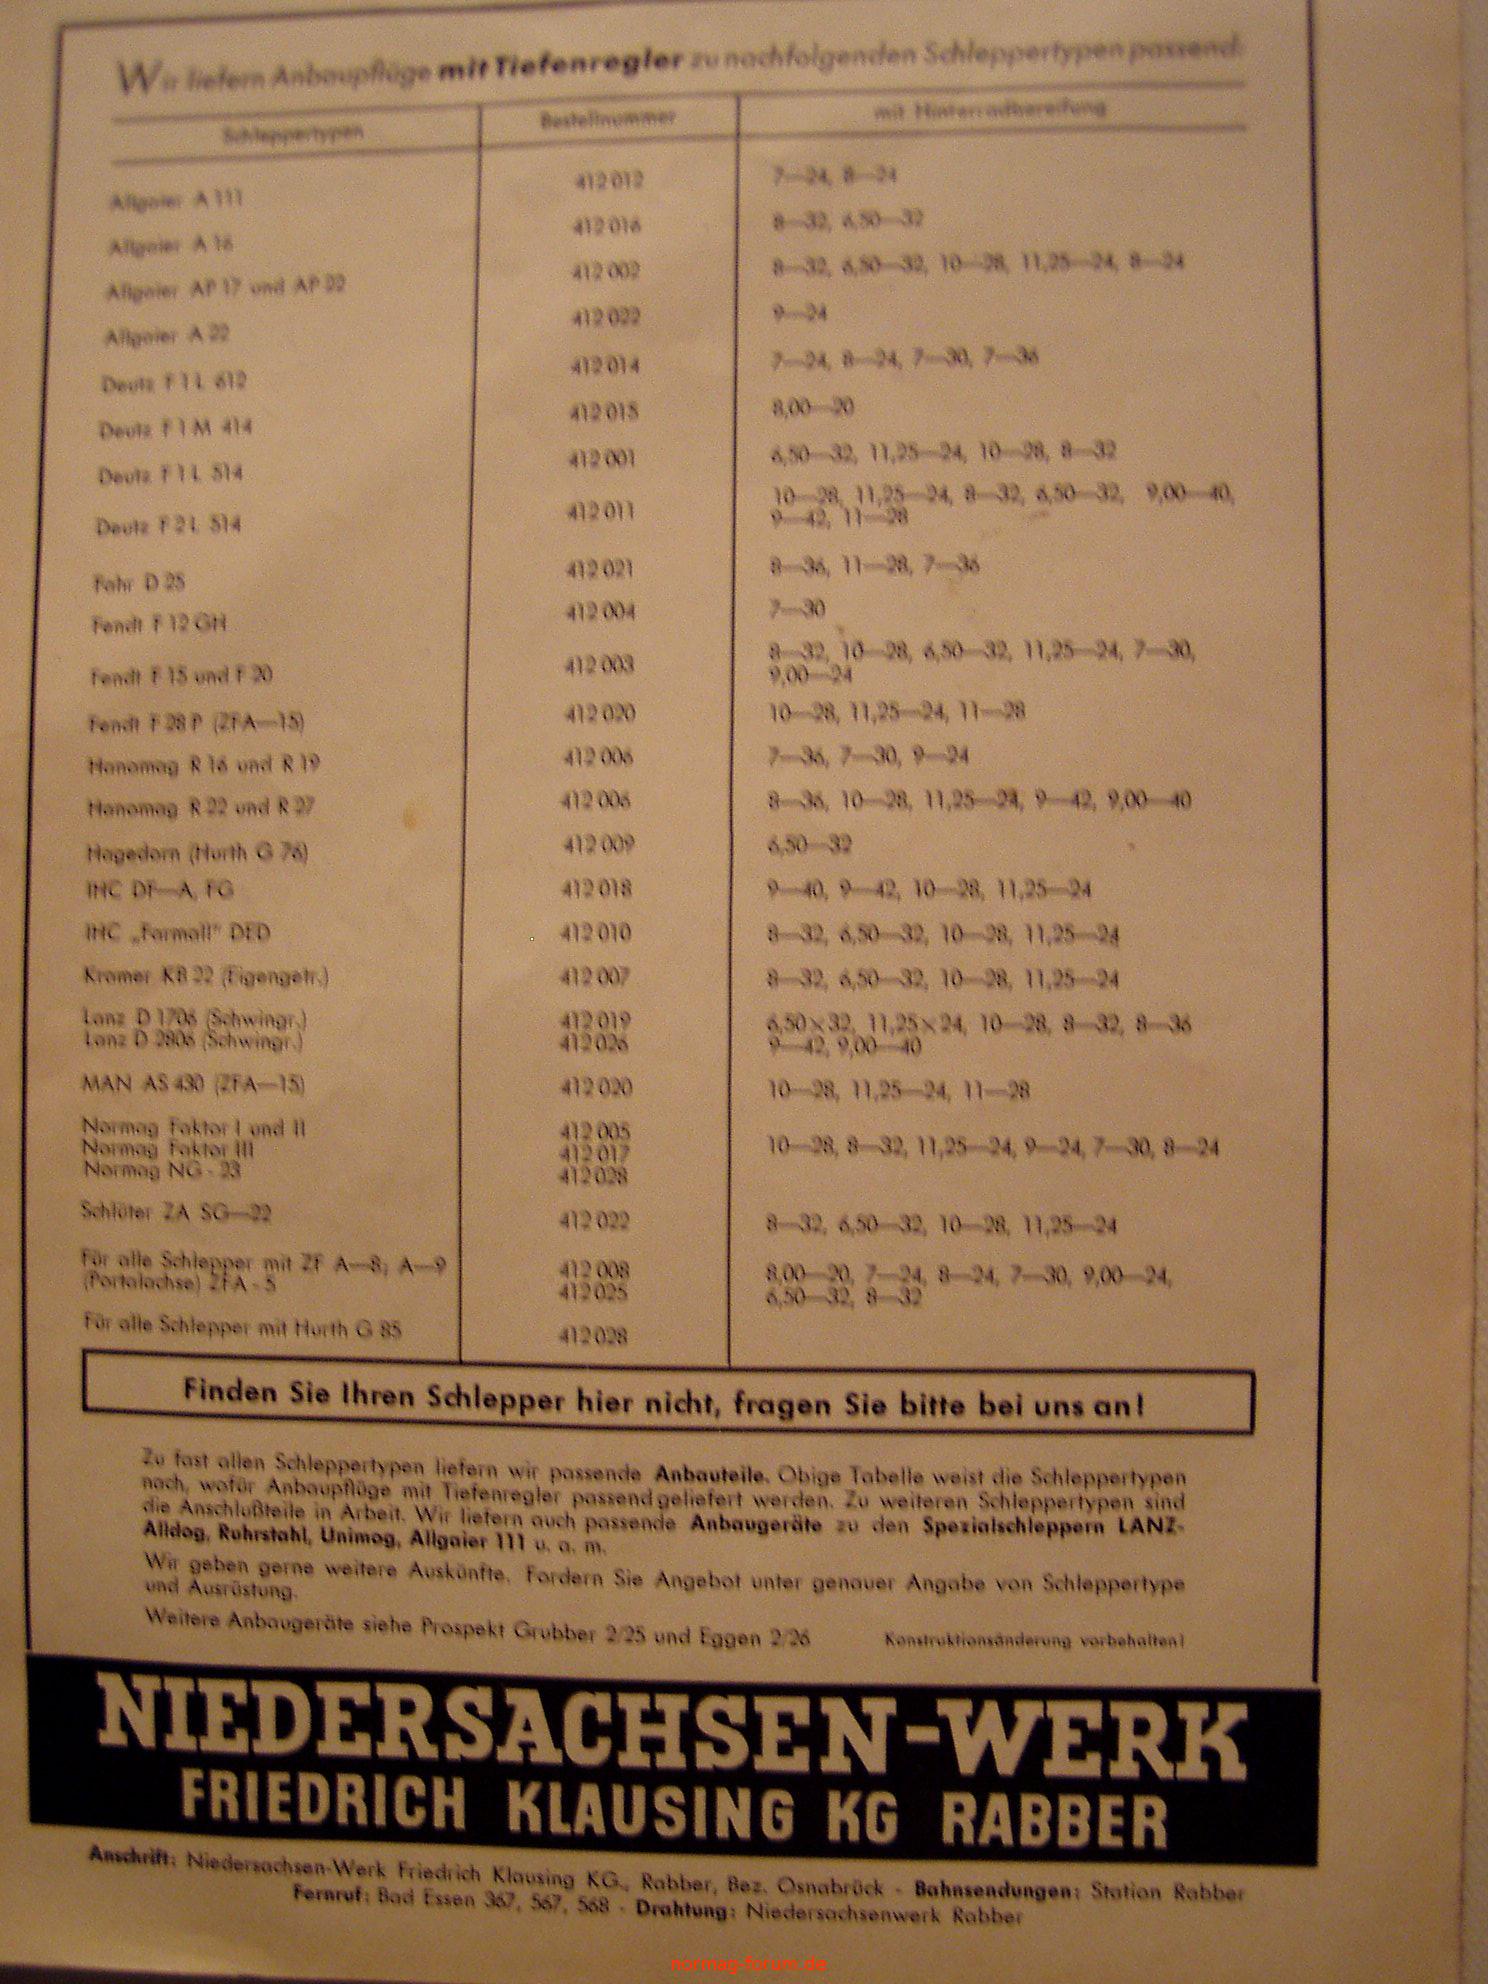 Wir liefern Anbaupflüge mit Tiefenregler zu nachfolgenden Schleppertypen passend:
Schleppertypen Bestellnummer mit Hinterradbereifung
Allgaier A 111 412 012 7—24, 8—24
Allgaier A 16 412 016 8—32, 6,50—32
Allgaier AP 17 und AP 22 412 002 8—32, 6,50—32, 10—28, 11,25—24, 8—24
Allgaier A 22 412 022 9—24
Deutz F 1 L 612 412 014 7—24, 8—24, 7—30, 7—36
Deutz F 1 M 414 412 015 8,00—20
Deutz F 1 L 514 412 001 6,50—32, 11,25—24, 10—28, 8—32
Deutz F 2 L 514 412 011 10—28, 11,25—24, 8—32, 6,50—32, 9,00—40,
9—42, 11—28
Fahr D 25 412 021 8—36, 11—28, 7—36
Fendt F 12 GH 412 004 7—30
Fendt F 15 und F 20 412 003 8—32, 10—28, 6,50—32, 11,25—24, 7—30,
9,00—24
Fendt F 28 P (ZFA—15) 412 020 10—28, 11,25—24, 11—28
Hanomag R 16 und R 19 412 006 7—36, 7—30, 9—24
Hanomag R 22 und R 27 412 006 8—36, 10—28, 11,25—24, 9—42, 9,00—40
Hagedorn (Hurth G 76) 412 009 6,50—32
IHC DF—A, FG 412 018 9—40, 9—42, 10—28, 11,25—24
IHC „Farmall" DED 412 010 8—32, 6,50—32, 10—28, 11,25—24
Kramer KB 22 (Eigengetr.) 412 007 8—32, 6,50—32, 10—28, 11,25—24
Lanz D 1706 (Schwingr.) 412 019 6,50×32, 11,25×24, 10—28, 8—32, 8—36
Lanz D 2806 (Schwingr.) 412 026 9—42, 9,00—40
MAN AS 430 (ZFA—15) 412 020 10—28, 11,25—24, 11—28
Normag Faktor I und II 412 005
Normag Faktor III 412 017 10—28, 8—32, 11,25—24, 9—24, 7—30, 8—24
Normag NG - 23 412 028
Schlüter ZA SG—22 412 022 8—32, 6,50—32, 10—28, 11,25—24
Für alle Schlepper mit ZF A—8, A—9 412 008 8,00—20, 7—24, 8—24, 7—30, 9,00—24,
(Portalachse) ZFA - 5 412 025 6,50—32, 8—32
Für alle Schlepper mit Hurth G 85 412 028
Finden Sie Ihren Schlepper hier nicht, fragen Sie bitte bei uns an!
Zu fast allen Schleppertypen liefern wir passende Anbauteile. Obige Tabelle weist die Schleppertypen
nach, wofür Anbaupflüge mit Tiefenregler passend geliefert werden. Zu weiteren Schleppertypen sind
die Anschlußteile in Arbeit. Wir liefern auch passende Anbaugeräte zu den Spezialschleppern LANZ-
Alldog, Ruhrstahl, Unimog, Allgaier 111 u. a. m.
Wir geben gerne weitere Auskünfte. Fordern Sie Angebot unter genauer Angabe von Schleppertype
und Ausrüstung.
Weitere Anbaugeräte siehe Prospekt Grubber 2/25 und Eggen 2/26 Konstruktionsänderung vorbehalten!
NIEDERSACHSEN-WERK
FRIEDRICH KLAUSING KG RABBER
Anschrift: Niedersachsen-Werk Friedrich Klausing KG., Rabber, Bez. Osnabrück - Bahnsendungen: Station Rabber
Fernruf: Bad Essen 367, 567, 568 - Drahtung: Niedersachsenwerk Rabber
normag-forum.de